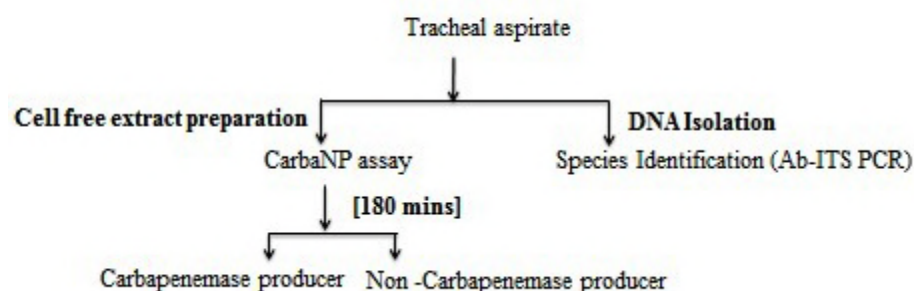 Tracheal aspirate
Cell free extract preparation
DNA Isolation
CarbaNP assay
Species Identification (Ab-ITS PCR)
[180 mins]
Carbapenemase producer
Non -Carbapenemase producer